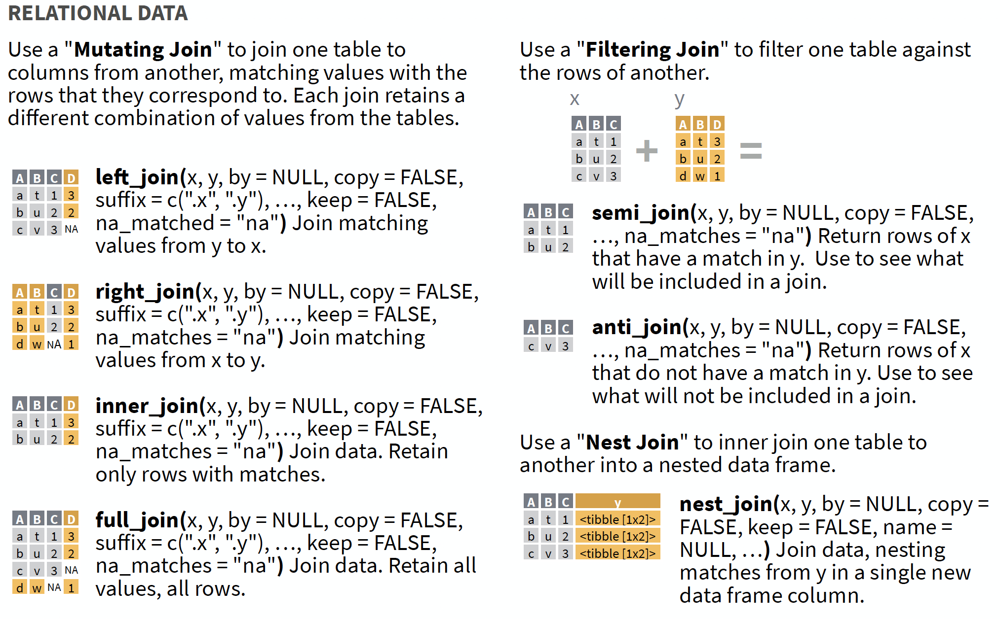 RELATIONAL DATA
Use a "Mutating Join" to join one table to
columns from another, matching values with the
rows that they correspond to. Each join retains a
different combination of values from the tables.
A B C D
a t 1 3
b u 2 2
c v 3 NA
left_join(x, y, by = NULL, copy = FALSE,
suffix = c(".x", ".y"), …, keep = FALSE,
na_matched = "na") Join matching
values from y to x.
A B C D
a t 1 3
b u 2 2
d w NA 1
right_join(x, y, by = NULL, copy = FALSE,
suffix = c(".x", ".y"), …, keep = FALSE,
na_matches = "na") Join matching
values from x to y.
A B C D
a t 1 3
b u 2 2
inner_join(x, y, by = NULL, copy = FALSE,
suffix = c(".x", ".y"), …, keep = FALSE,
na_matches = "na") Join data. Retain
only rows with matches.
A B C D
a t 1 3
b u 2 2
c v 3 NA
d w NA 1
full_join(x, y, by = NULL, copy = FALSE,
suffix = c(".x", ".y"), …, keep = FALSE,
na_matches = "na") Join data. Retain all
values, all rows.
Use a "Filtering Join" to filter one table against
the rows of another.
x
A B C
a t 1
b u 2
c v 3
+
y
A B D
a t 3
b u 2
d w 1
=
A B C
a t 1
b u 2
semi_join(x, y, by = NULL, copy = FALSE,
…, na_matches = "na") Return rows of x
that have a match in y.  Use to see what
will be included in a join.
A B C
c v 3
anti_join(x, y, by = NULL, copy = FALSE,
…, na_matches = "na") Return rows of x
that do not have a match in y. Use to see
what will not be included in a join.
Use a "Nest Join" to inner join one table to
another into a nested data frame.
A B C y
a t 1 <tibble [1x2]>
b u 2 <tibble [1x2]>
c v 3 <tibble [1x2]>
nest_join(x, y, by = NULL, copy =
FALSE, keep = FALSE, name =
NULL, …) Join data, nesting
matches from y in a single new
data frame column.